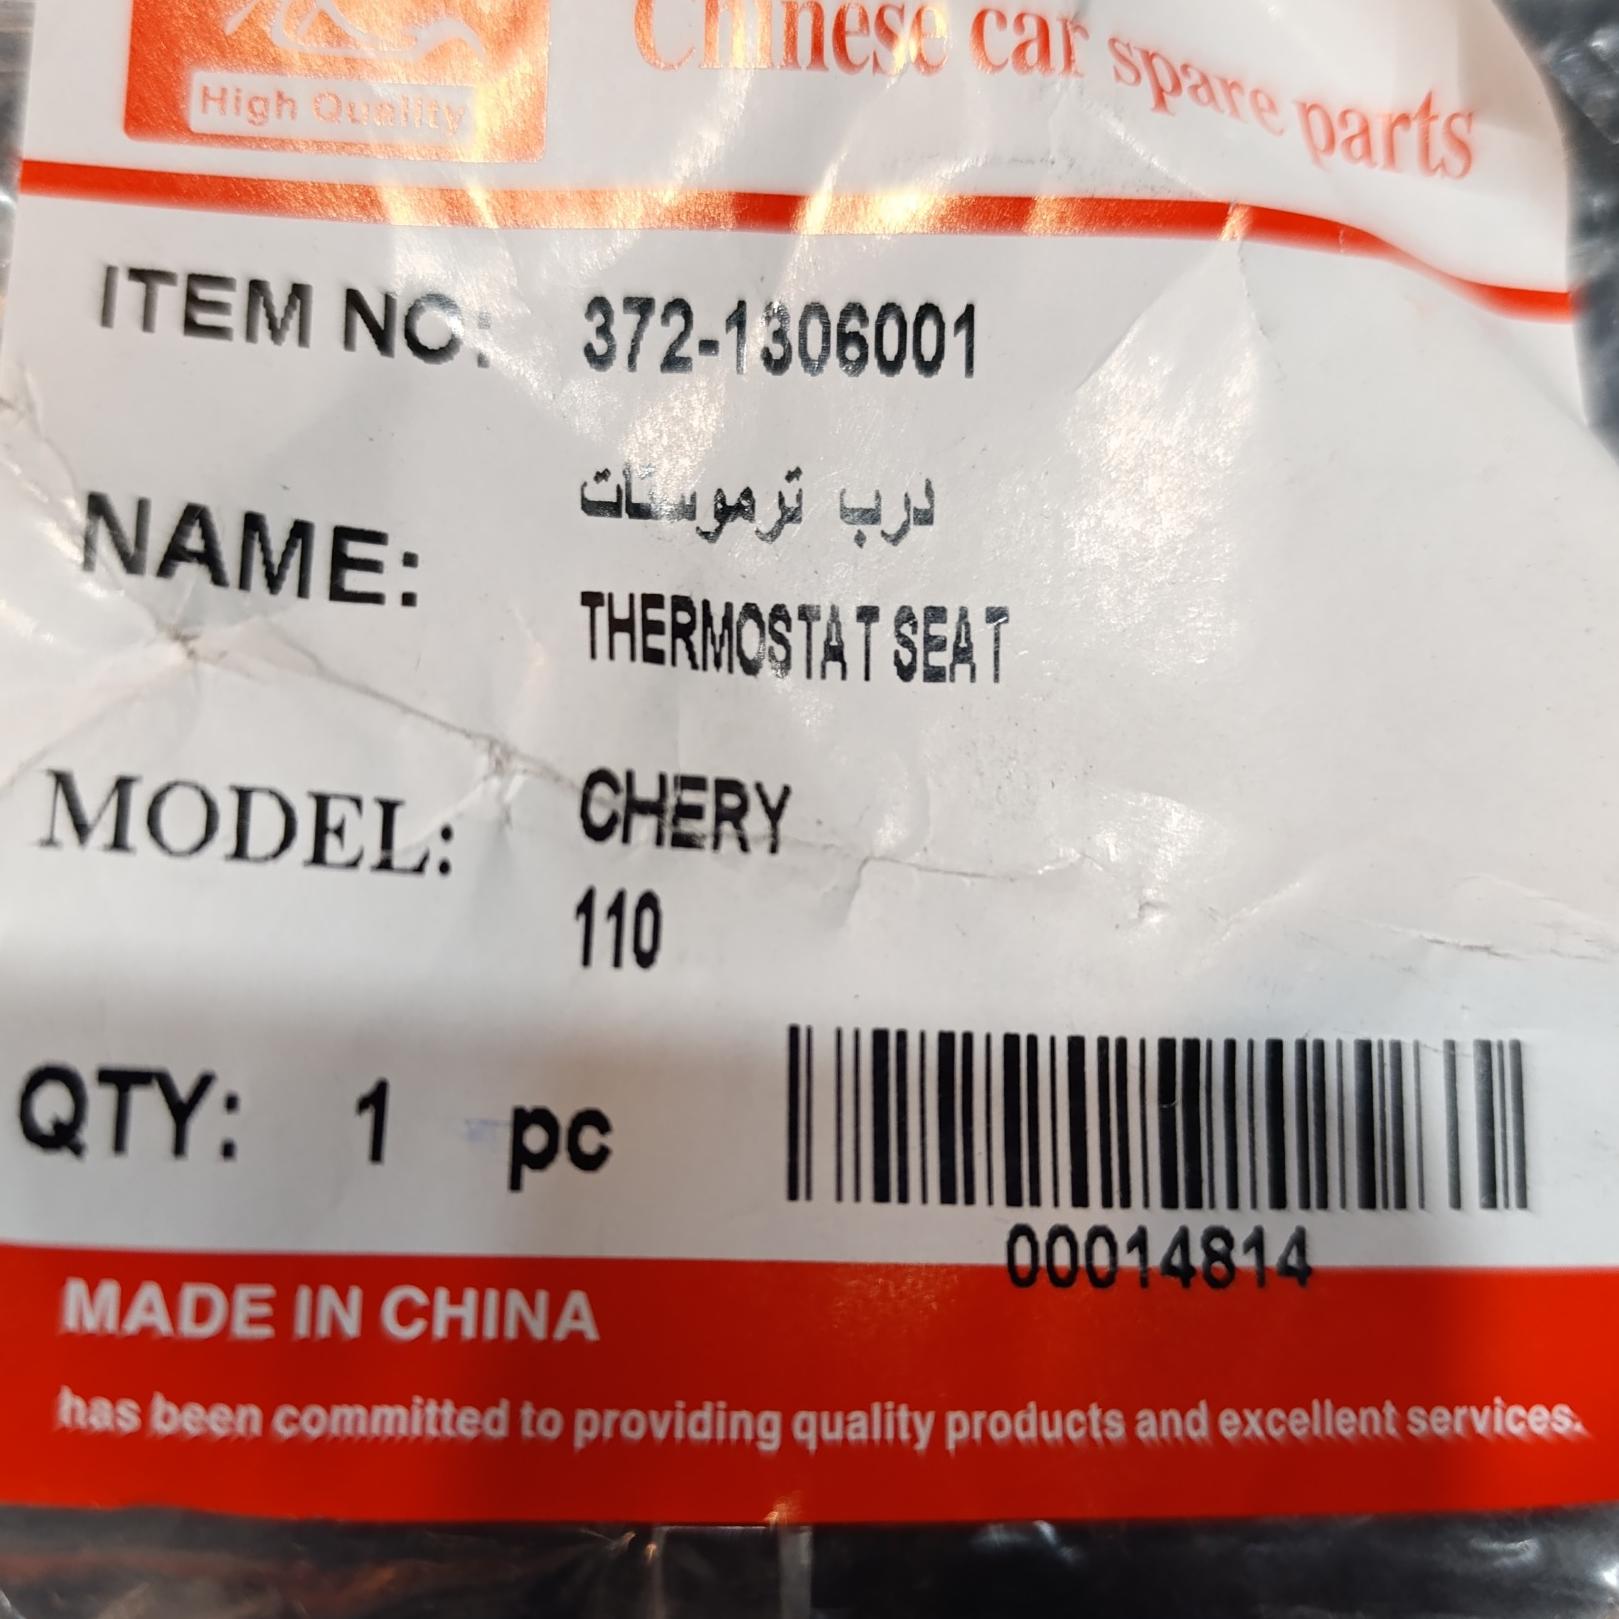 Chinese car spare parts
High Quality
ITEM NO: 372-1306001
NAME: درب ترموستات
THERMOSTAT SEAT
MODEL: CHERY
110
QTY: 1 pc
00014814
MADE IN CHINA
has been committed to providing quality products and excellent services.